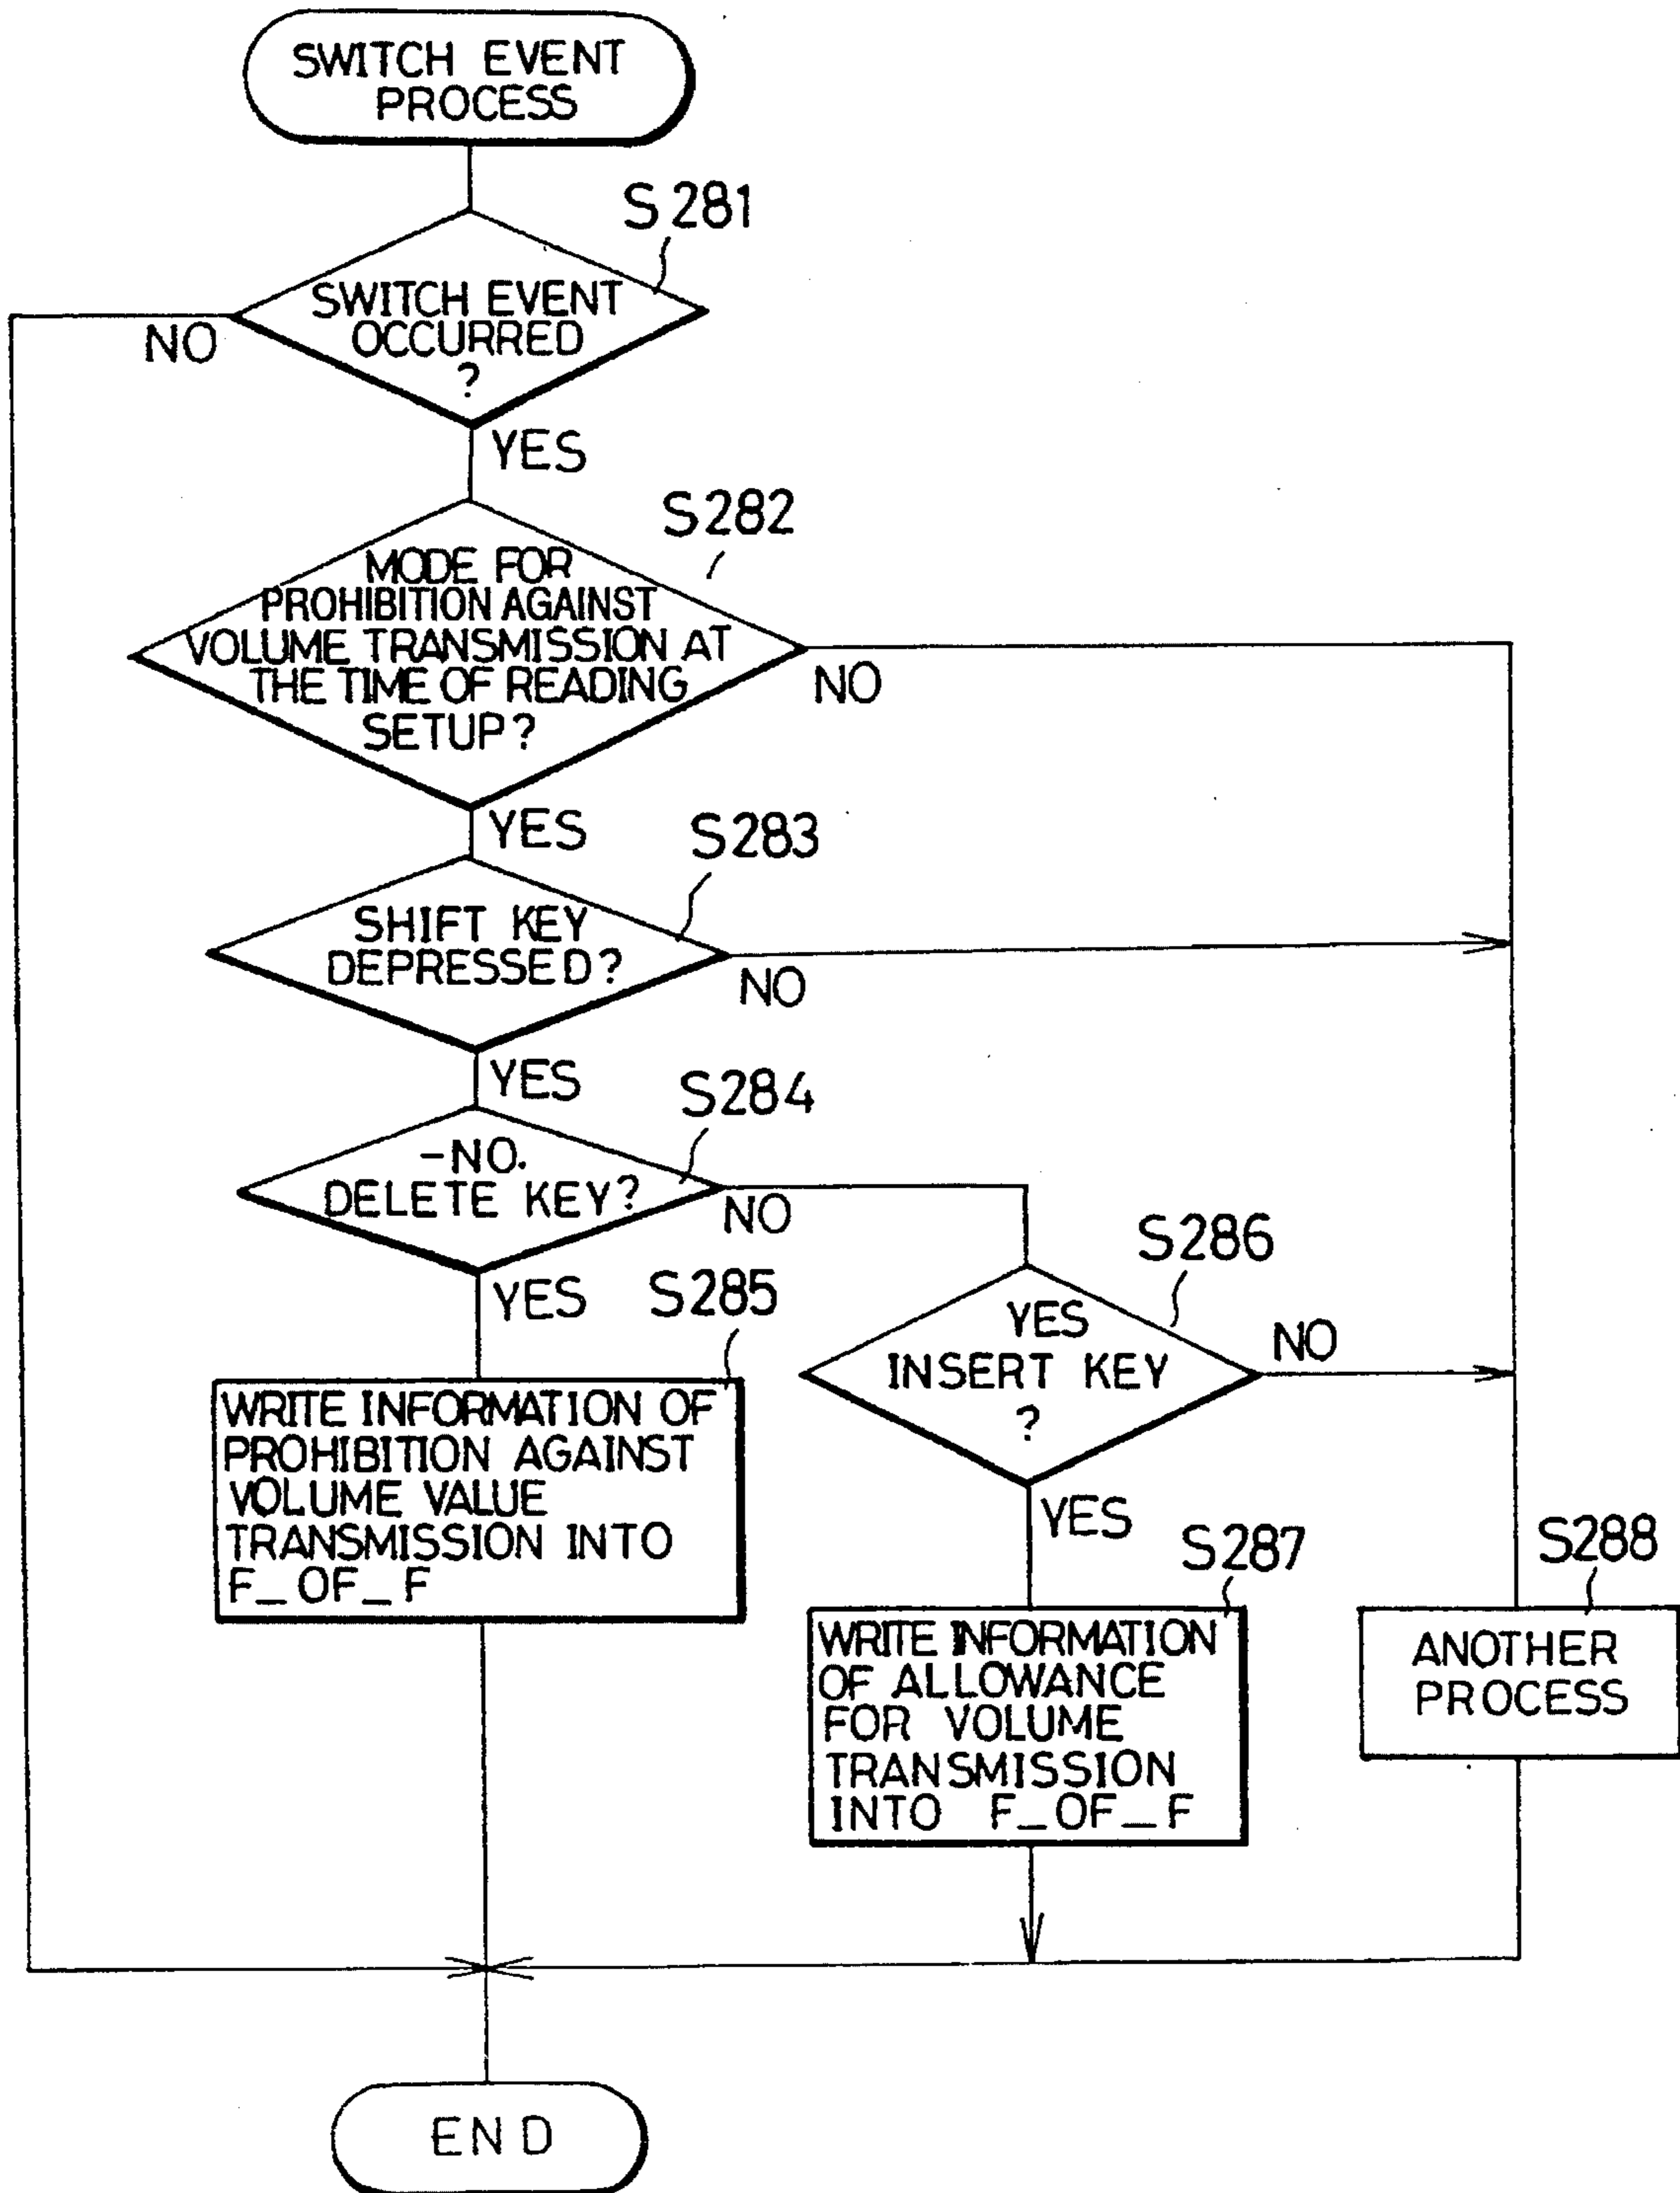 SWITCH EVENT
PROCESS
S281
SWITCH EVENT
OCCURRED
?
NO
YES
S282
MODE FOR
PROHIBITION AGAINST
VOLUME TRANSMISSION AT
THE TIME OF READING
SETUP?
NO
YES
S283
SHIFT KEY
DEPRESSED?
NO
YES
S284
-NO.
DELETE KEY?
NO
YES
S285
WRITE INFORMATION OF
PROHIBITION AGAINST
VOLUME VALUE
TRANSMISSION INTO
F_OF_F
S286
YES
INSERT KEY
?
NO
YES
S287
WRITE INFORMATION
OF ALLOWANCE
FOR VOLUME
TRANSMISSION
INTO F_OF_F
S288
ANOTHER
PROCESS
END